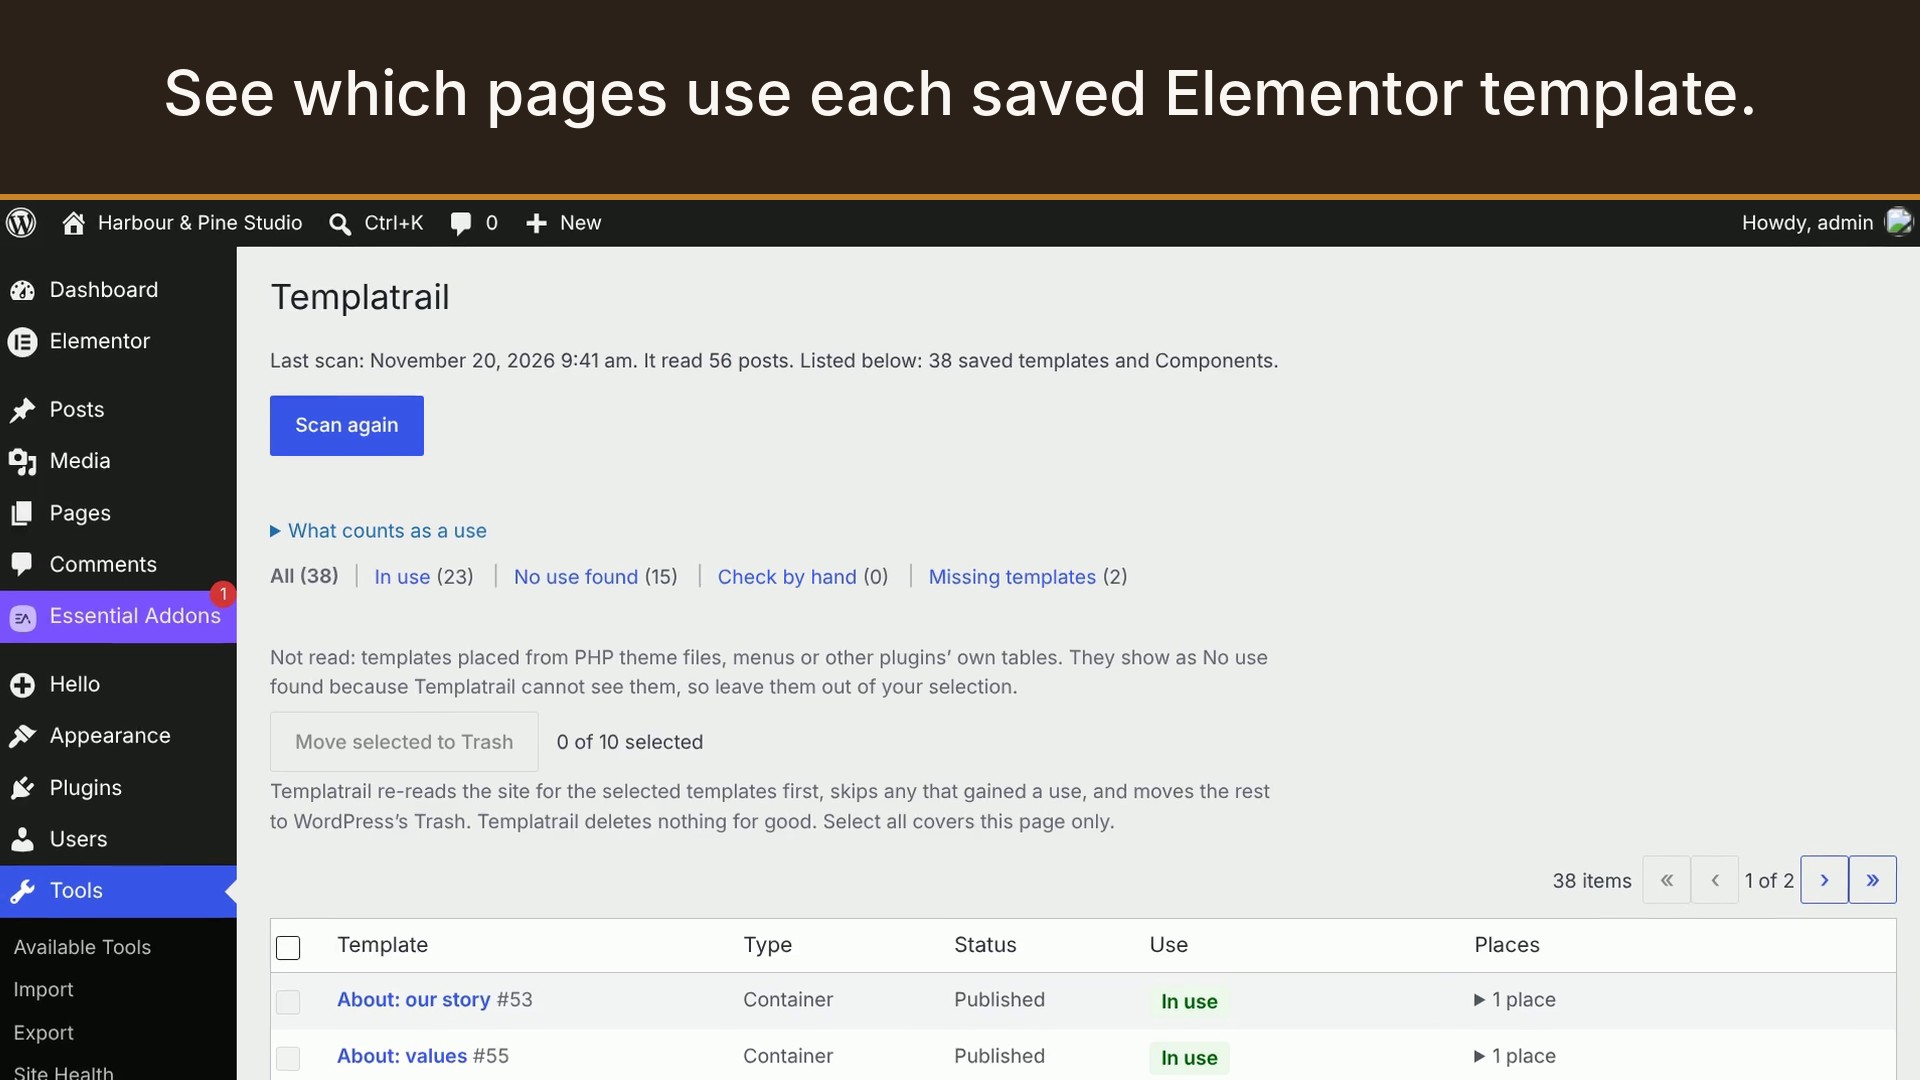 See which pages use each saved Elementor template.
Harbour & Pine Studio Ctrl+K 0 New Howdy, admin
Dashboard
Elementor
Posts
Media
Pages
Comments
1
Essential Addons
Hello
Appearance
Plugins
Users
Tools
Available Tools
Import
Export
Site Health
Templatrail
Last scan: November 20, 2026 9:41 am. It read 56 posts. Listed below: 38 saved templates and Components.
Scan again
What counts as a use
All (38) | In use (23) | No use found (15) | Check by hand (0) | Missing templates (2)
Not read: templates placed from PHP theme files, menus or other plugins’ own tables. They show as No use
found because Templatrail cannot see them, so leave them out of your selection.
Move selected to Trash 0 of 10 selected
Templatrail re-reads the site for the selected templates first, skips any that gained a use, and moves the rest
to WordPress’s Trash. Templatrail deletes nothing for good. Select all covers this page only.
38 items « ‹ 1 of 2 › »
Template Type Status Use Places
About: our story #53 Container Published In use 1 place
About: values #55 Container Published In use 1 place